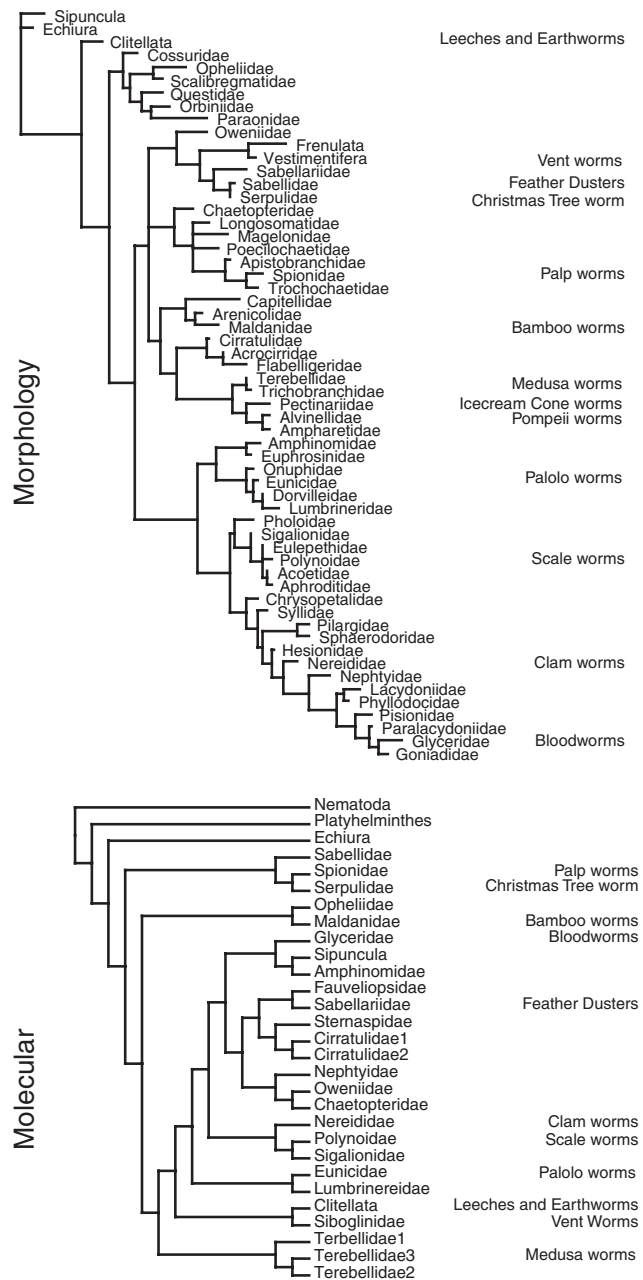 Sipuncula
Echiura
Clitellata Leeches and Earthworms
Cossuridae
Opheliidae
Scalibregmatidae
Questidae
Orbiniidae
Paraonidae
Oweniidae
Frenulata
Vestimentifera Vent worms
Sabellariidae
Sabellidae Feather Dusters
Serpulidae Christmas Tree worm
Chaetopteridae
Longosomatidae
Magelonidae
Poecilochaetidae
Apistobranchidae
Spionidae Palp worms
Trochochaetidae
Capitellidae
Arenicolidae
Maldanidae Bamboo worms
Cirratulidae
Acrocirridae
Flabelligeridae
Terebellidae Medusa worms
Trichobranchidae
Pectinariidae Icecream Cone worms
Alvinellidae Pompeii worms
Ampharetidae
Amphinomidae
Euphrosinidae
Onuphidae
Eunicidae Palolo worms
Dorvilleidae
Lumbrineridae
Pholoidae
Sigalionidae
Eulepethidae
Polynoidae Scale worms
Acoetidae
Aphroditidae
Chrysopetalidae
Syllidae
Pilargidae
Sphaerodoridae
Hesionidae
Nereididae Clam worms
Nephtyidae
Lacydoniidae
Phyllodocidae
Pisionidae
Paralacydoniidae
Glyceridae Bloodworms
Goniadidae
Morphology
Nematoda
Platyhelminthes
Echiura
Sabellidae
Spionidae Palp worms
Serpulidae Christmas Tree worm
Opheliidae
Maldanidae Bamboo worms
Glyceridae Bloodworms
Sipuncula
Amphinomidae
Fauveliopsidae
Sabellariidae Feather Dusters
Sternaspidae
Cirratulidae1
Cirratulidae2
Nephtyidae
Oweniidae
Chaetopteridae
Nereididae Clam worms
Polynoidae Scale worms
Sigalionidae
Eunicidae Palolo worms
Lumbrinereidae
Clitellata Leeches and Earthworms
Siboglinidae Vent Worms
Terbellidae1
Terebellidae3 Medusa worms
Terebellidae2
Molecular